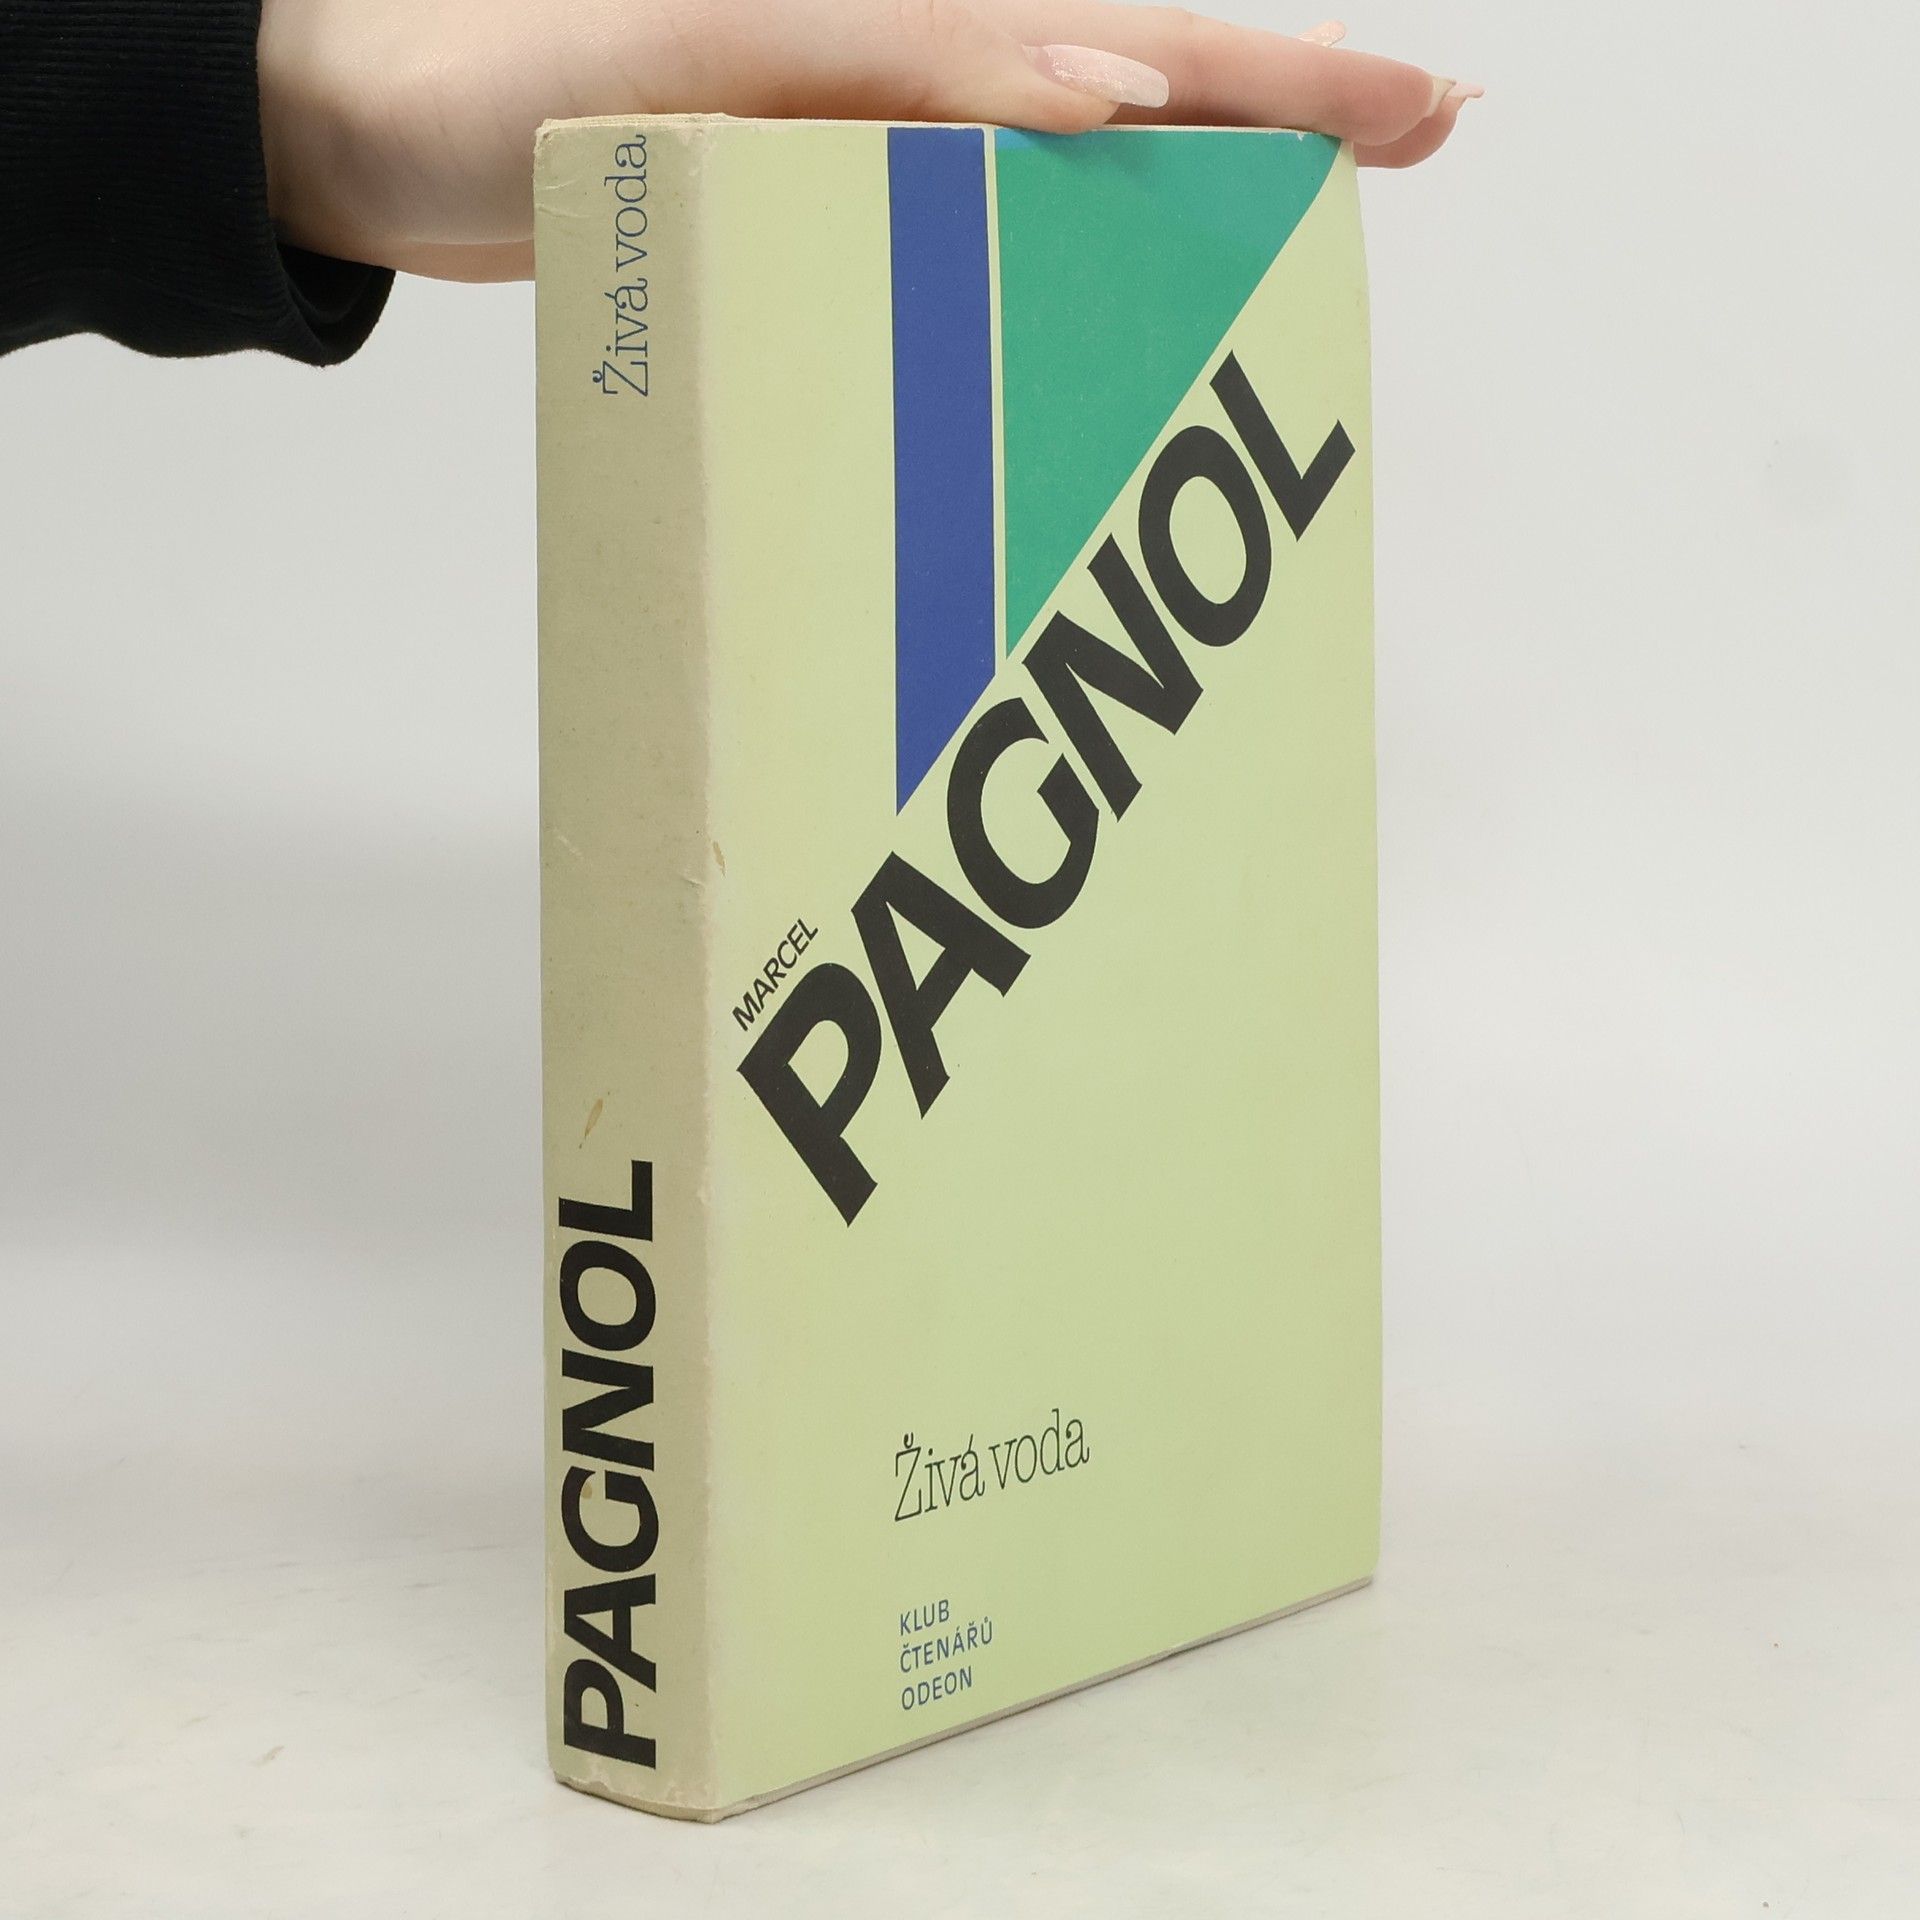 Živá voda
PAGNOL
MARCEL
PAGNOL
Živá voda
KLUB
ČTENÁŘŮ
ODEON